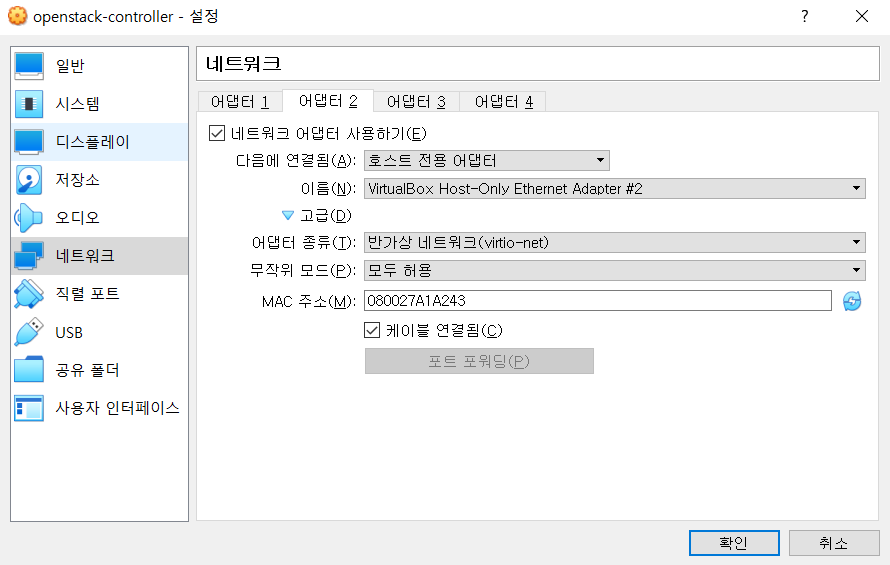 openstack-controller - 설정
?
일반
시스템
디스플레이
저장소
오디오
네트워크
직렬 포트
USB
공유 폴더
사용자 인터페이스
네트워크
어댑터 1 어댑터 2 어댑터 3 어댑터 4
네트워크 어댑터 사용하기(E)
다음에 연결됨(A): 호스트 전용 어댑터
이름(N): VirtualBox Host-Only Ethernet Adapter #2
고급(D)
어댑터 종류(T): 반가상 네트워크(virtio-net)
무작위 모드(P): 모두 허용
MAC 주소(M): 080027A1A243
케이블 연결됨(C)
포트 포워딩(P)
확인 취소